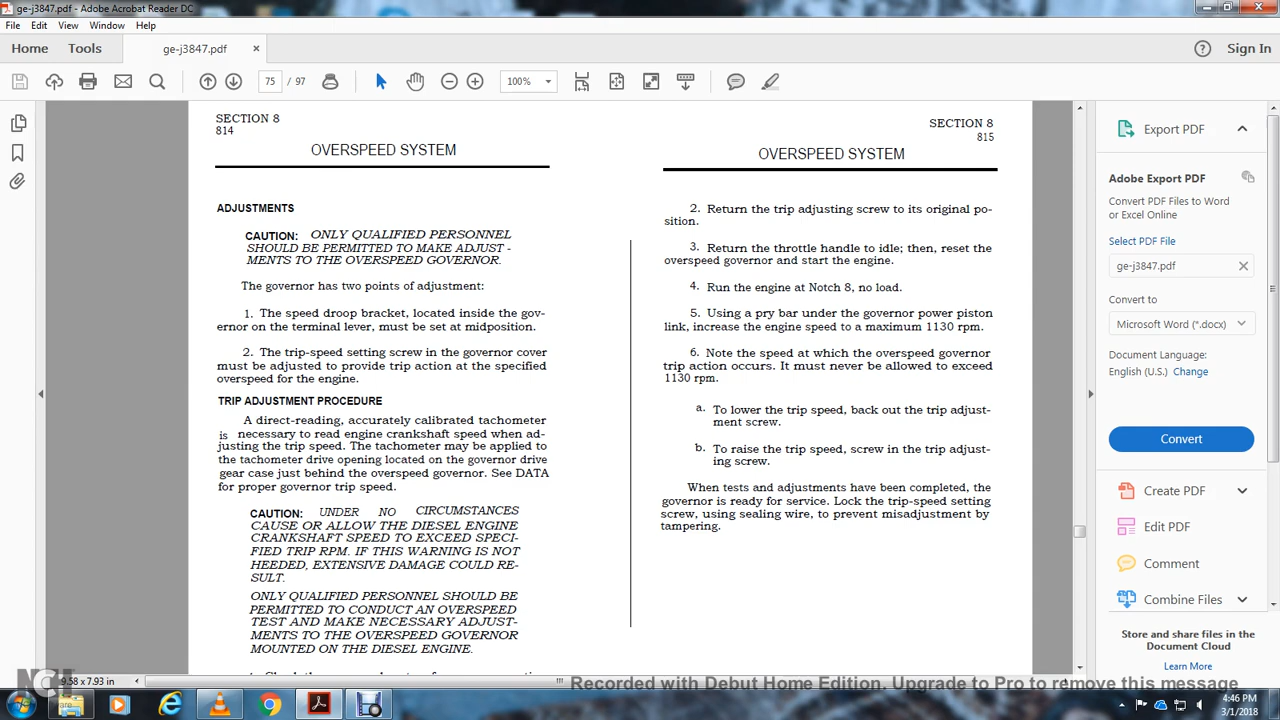 ge-j3847.pdf - Adobe Acrobat Reader DC
File Edit View Window Help
Home Tools ge-j3847.pdf × Sign In
75 / 97 100%
SECTION 8
814
OVERSPEED SYSTEM
ADJUSTMENTS
CAUTION: ONLY QUALIFIED PERSONNEL
SHOULD BE PERMITTED TO MAKE ADJUST -
MENTS TO THE OVERSPEED GOVERNOR.
The governor has two points of adjustment:
1. The speed droop bracket, located inside the gov-
ernor on the terminal lever, must be set at midposition.
2. The trip-speed setting screw in the governor cover
must be adjusted to provide trip action at the specified
overspeed for the engine.
TRIP ADJUSTMENT PROCEDURE
A direct-reading, accurately calibrated tachometer
is necessary to read engine crankshaft speed when ad-
justing the trip speed. The tachometer may be applied to
the tachometer drive opening located on the governor drive
gear case just behind the overspeed governor. See DATA
for proper governor trip speed.
CAUTION: UNDER NO CIRCUMSTANCES
CAUSE OR ALLOW THE DIESEL ENGINE
CRANKSHAFT SPEED TO EXCEED SPECI-
FIED TRIP RPM. IF THIS WARNING IS NOT
HEEDED, EXTENSIVE DAMAGE COULD RE-
SULT.
ONLY QUALIFIED PERSONNEL SHOULD BE
PERMITTED TO CONDUCT AN OVERSPEED
TEST AND MAKE NECESSARY ADJUST-
MENTS TO THE OVERSPEED GOVERNOR
MOUNTED ON THE DIESEL ENGINE.
SECTION 8
815
OVERSPEED SYSTEM
2. Return the trip adjusting screw to its original po-
sition.
3. Return the throttle handle to idle; then, reset the
overspeed governor and start the engine.
4. Run the engine at Notch 8, no load.
5. Using a pry bar under the governor power piston
link, increase the engine speed to a maximum 1130 rpm.
6. Note the speed at which the overspeed governor
trip action occurs. It must never be allowed to exceed
1130 rpm.
a. To lower the trip speed, back out the trip adjust-
ment screw.
b. To raise the trip speed, screw in the trip adjust-
ing screw.
When tests and adjustments have been completed, the
governor is ready for service. Lock the trip-speed setting
screw, using sealing wire, to prevent misadjustment by
tampering.
Export PDF
Adobe Export PDF
Convert PDF Files to Word
or Excel Online
Select PDF File
ge-j3847.pdf
Convert to
Microsoft Word (*.docx)
Document Language:
English (U.S.) Change
Convert
Create PDF
Edit PDF
Comment
Combine Files
Store and share files in the
Document Cloud
Learn More
9.58 x 7.93 in
Recorded with Debut Home Edition. Upgrade to Pro to remove this message
4:46 PM
3/1/2018